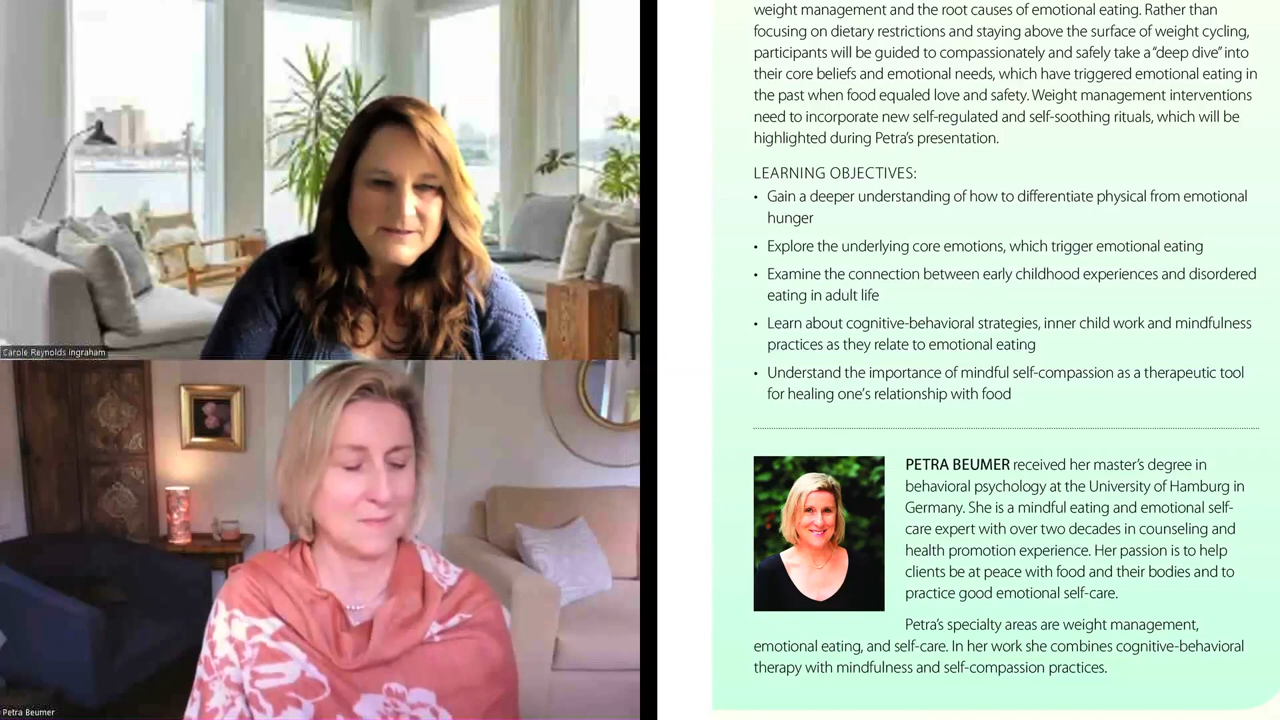 Carole Reynolds Ingraham
Petra Beumer
weight management and the root causes of emotional eating. Rather than
focusing on dietary restrictions and staying above the surface of weight cycling,
participants will be guided to compassionately and safely take a “deep dive” into
their core beliefs and emotional needs, which have triggered emotional eating in
the past when food equaled love and safety. Weight management interventions
need to incorporate new self-regulated and self-soothing rituals, which will be
highlighted during Petra’s presentation.
LEARNING OBJECTIVES:
• Gain a deeper understanding of how to differentiate physical from emotional
hunger
• Explore the underlying core emotions, which trigger emotional eating
• Examine the connection between early childhood experiences and disordered
eating in adult life
• Learn about cognitive-behavioral strategies, inner child work and mindfulness
practices as they relate to emotional eating
• Understand the importance of mindful self-compassion as a therapeutic tool
for healing one’s relationship with food
PETRA BEUMER received her master’s degree in
behavioral psychology at the University of Hamburg in
Germany. She is a mindful eating and emotional self-
care expert with over two decades in counseling and
health promotion experience. Her passion is to help
clients be at peace with food and their bodies and to
practice good emotional self-care.
Petra’s specialty areas are weight management,
emotional eating, and self-care. In her work she combines cognitive-behavioral
therapy with mindfulness and self-compassion practices.